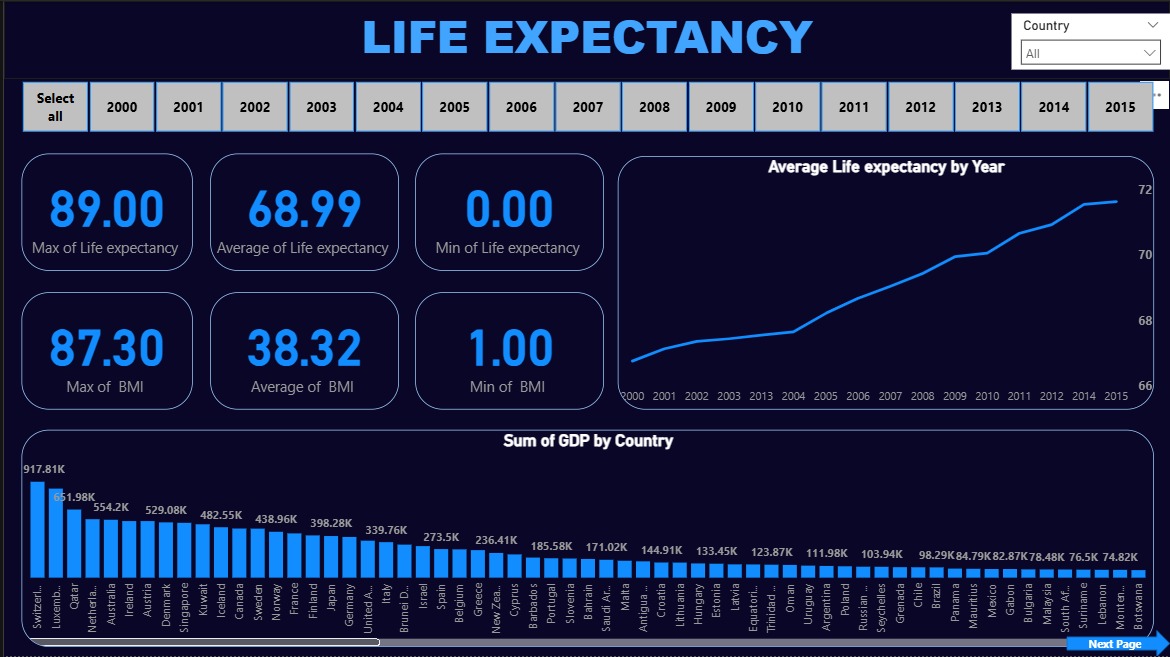 LIFE EXPECTANCY
Country
All
Select all
2000
2001
2002
2003
2004
2005
2006
2007
2008
2009
2010
2011
2012
2013
2014
2015
89.00
Max of Life expectancy
68.99
Average of Life expectancy
0.00
Min of Life expectancy
87.30
Max of BMI
38.32
Average of BMI
1.00
Min of BMI
Average Life expectancy by Year
72
70
68
66
2000 2001 2002 2003 2013 2004 2005 2006 2007 2008 2009 2010 2011 2012 2014 2015
Sum of GDP by Country
917.81K
651.98K
554.2K
529.08K
482.55K
438.96K
398.28K
339.76K
273.5K
236.41K
185.58K
171.02K
144.91K
133.45K
123.87K
111.98K
103.94K
98.29K
84.79K
82.87K
78.48K
76.5K
74.82K
Switzerl...
Luxemb...
Qatar
Netherla...
Australia
Ireland
Austria
Denmark
Singapore
Kuwait
Iceland
Canada
Sweden
Norway
France
Finland
Japan
Germany
United A...
Italy
Brunei D...
Israel
Spain
Belgium
Greece
New Zea...
Cyprus
Barbados
Portugal
Slovenia
Bahrain
Saudi Ar...
Malta
Antigua ...
Croatia
Lithuania
Hungary
Estonia
Latvia
Equatori...
Trinidad ...
Oman
Uruguay
Argentina
Poland
Russian ...
Seychelles
Grenada
Chile
Brazil
Panama
Mauritius
Mexico
Gabon
Bulgaria
Malaysia
South Af...
Suriname
Lebanon
Monten...
Botswana
Next Page